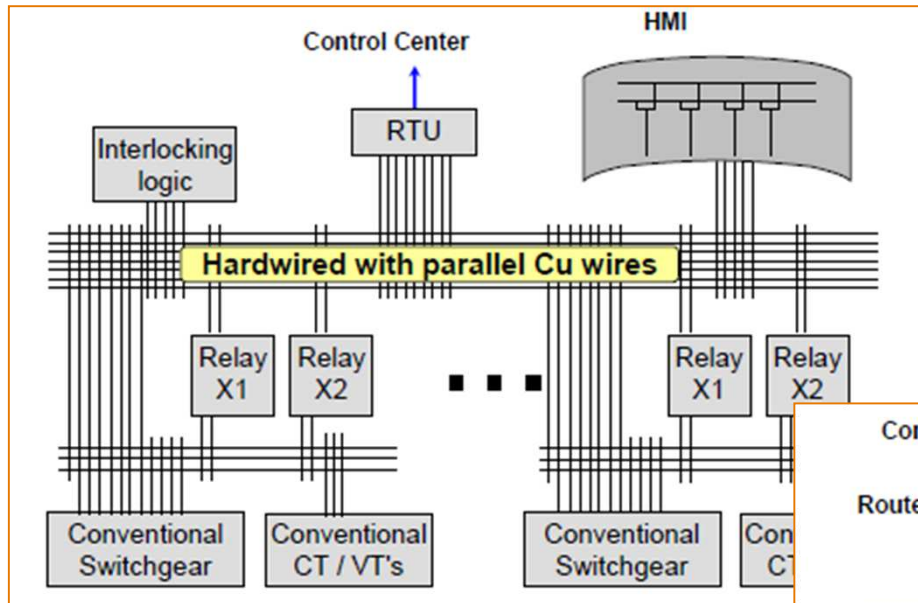 Control Center
HMI
RTU
Interlocking
logic
Hardwired with parallel Cu wires
Relay
X1
Relay
X2
Relay
X1
Relay
X2
Conventional
Switchgear
Conventional
CT / VT's
Conventional
Switchgear